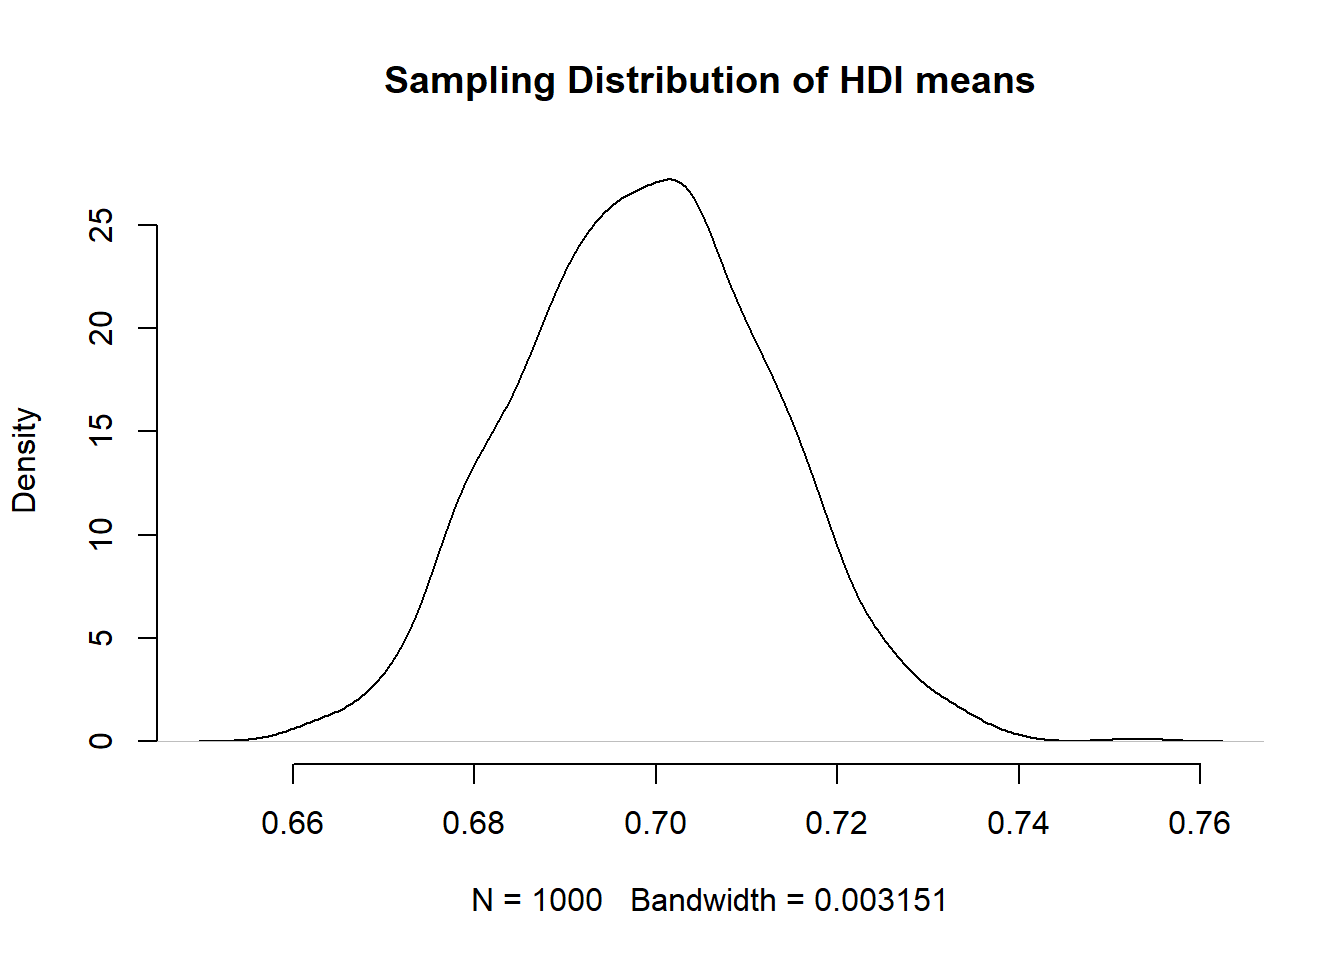 Sampling Distribution of HDI means
Density
25
20
15
10
5
0
0.66 0.68 0.70 0.72 0.74 0.76
N = 1000   Bandwidth = 0.003151